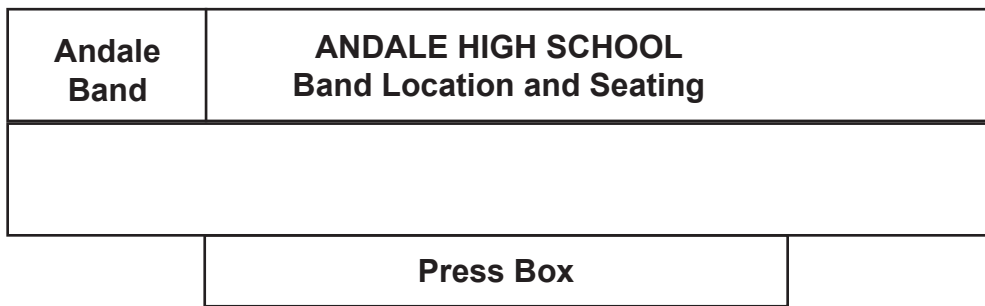 Andale
Band
ANDALE HIGH SCHOOL
Band Location and Seating
Press Box